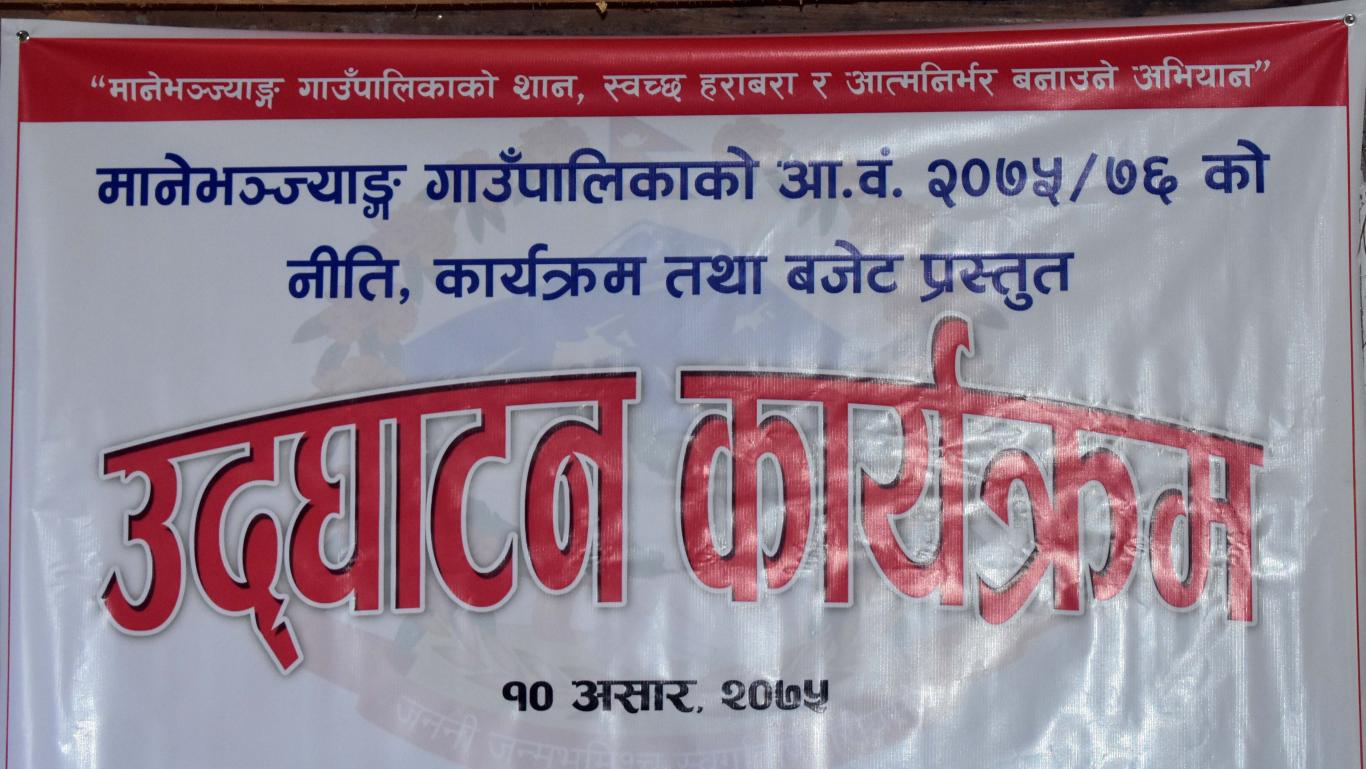 “मानेभञ्ज्याङ्ग गाउँपालिकाको शान, स्वच्छ हराबरा र आत्मनिर्भर बनाउने अभियान”
मानेभञ्ज्याङ्ग गाउँपालिकाको आ.वं. २०७५/७६ को
नीति, कार्यक्रम तथा बजेट प्रस्तुत
उद्घाटन कार्यक्रम
१० असार, २०७५
जननी